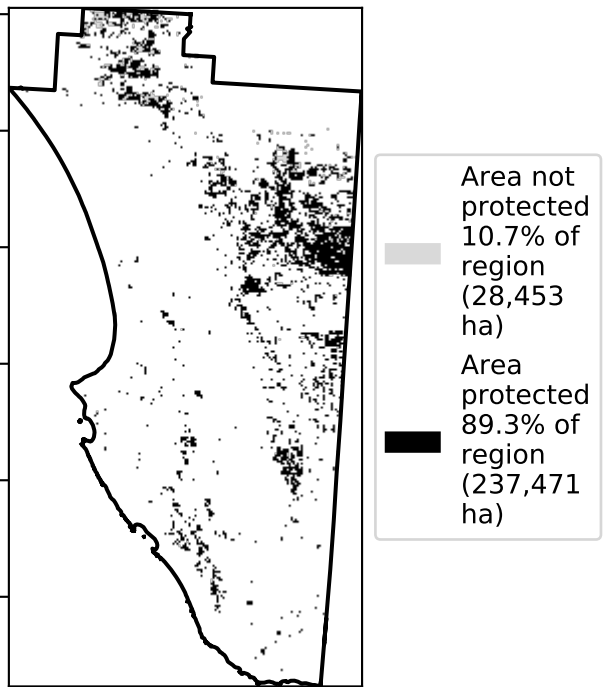 Area not
protected
10.7% of
region
(28,453
ha)
Area
protected
89.3% of
region
(237,471
ha)